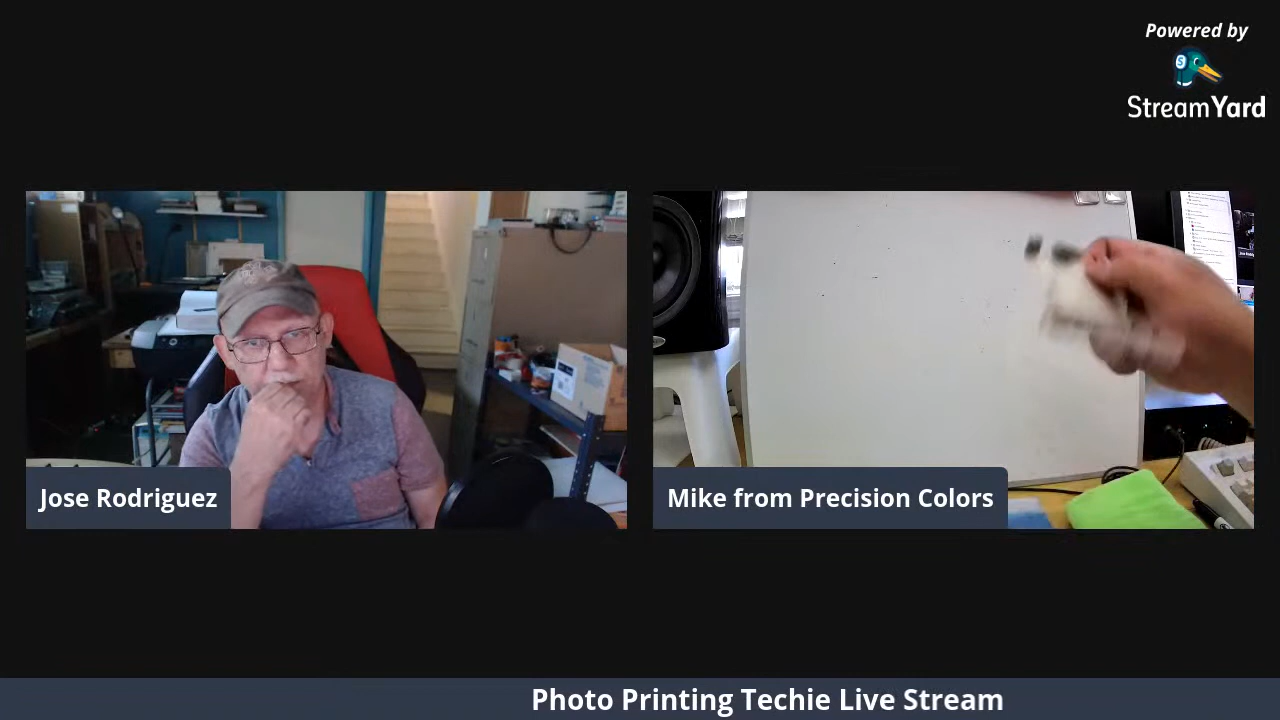 Powered by
S
StreamYard
Jose Rodriguez
Mike from Precision Colors
Photo Printing Techie Live Stream